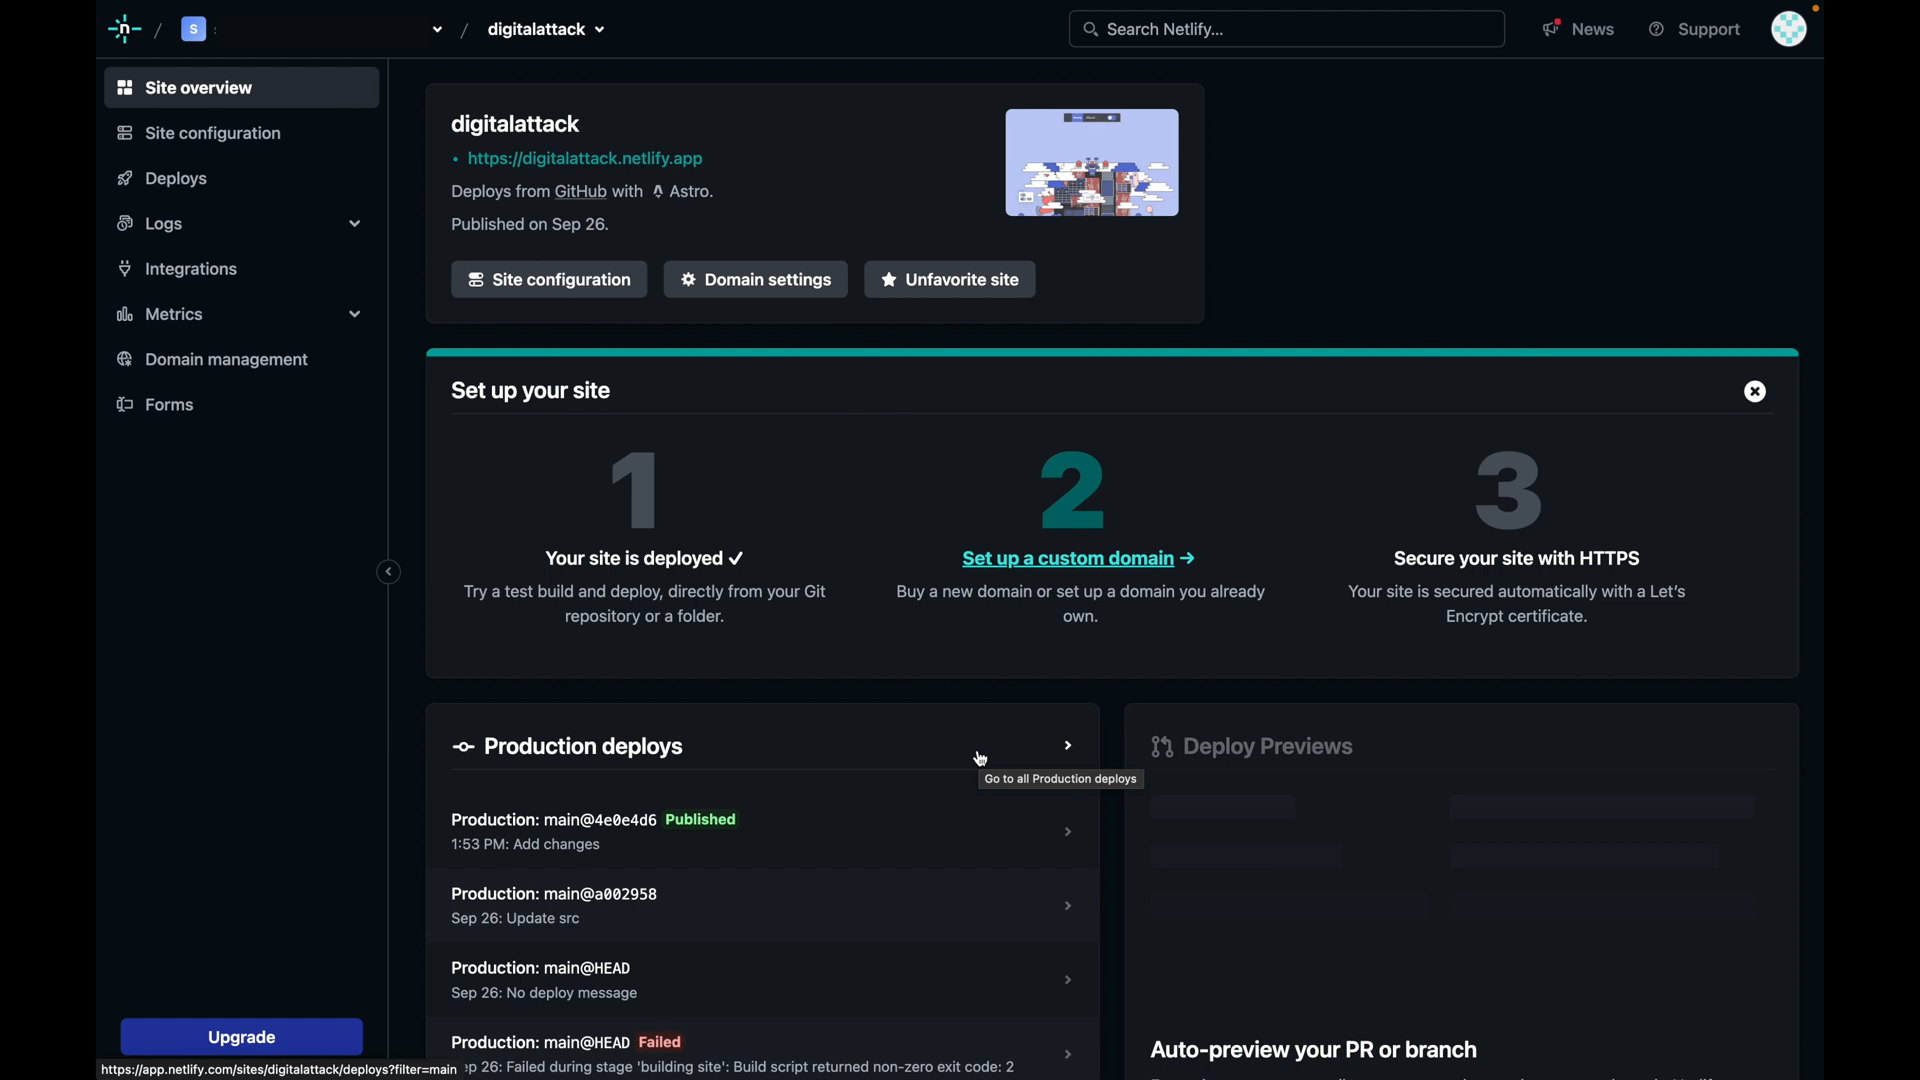 S
digitalattack
Search Netlify...
News
Support
Site overview
Site configuration
Deploys
Logs
Integrations
Metrics
Domain management
Forms
digitalattack
• https://digitalattack.netlify.app
Deploys from GitHub with Astro.
Published on Sep 26.
Site configuration
Domain settings
Unfavorite site
Set up your site
1
Your site is deployed ✓
Try a test build and deploy, directly from your Git
repository or a folder.
2
Set up a custom domain →
Buy a new domain or set up a domain you already
own.
3
Secure your site with HTTPS
Your site is secured automatically with a Let's
Encrypt certificate.
Production deploys
Go to all Production deploys
Production: main@4e0e4d6 Published
1:53 PM: Add changes
Production: main@a002958
Sep 26: Update src
Production: main@HEAD
Sep 26: No deploy message
Production: main@HEAD Failed
26: Failed during stage 'building site': Build script returned non-zero exit code: 2
Deploy Previews
Auto-preview your PR or branch
Upgrade
https://app.netlify.com/sites/digitalattack/deploys?filter=main